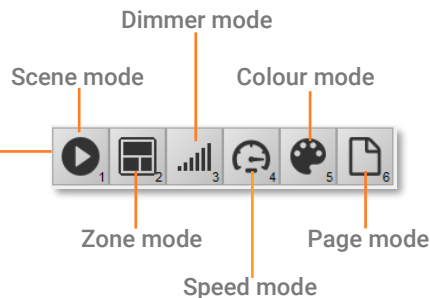 Dimmer mode
Scene mode
Colour mode
1 2 3 4 5 6
Zone mode
Page mode
Speed mode